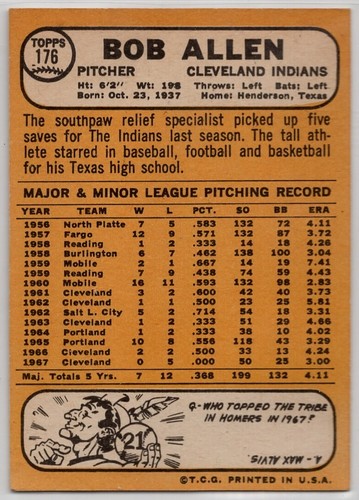 TOPPS
176
BOB ALLEN
PITCHER CLEVELAND INDIANS
Ht: 6'2" Wt: 198 Throws: Left Bats: Left
Born: Oct. 23, 1937 Home: Henderson, Texas
The southpaw relief specialist picked up five
saves for The Indians last season. The tall ath-
lete starred in baseball, football and basketball
for his Texas high school.
MAJOR & MINOR LEAGUE PITCHING RECORD
YEAR TEAM W L PCT. SO BB ERA
1956 North Platte 7 5 .583 132 72 4.11
1957 Fargo 12 9 .571 132 87 3.72
1958 Reading 1 2 .333 14 18 4.26
1958 Burlington 6 7 .462 138 100 3.04
1959 Mobile 2 1 .667 14 19 7.41
1959 Reading 7 9 .438 74 59 4.43
1960 Mobile 16 11 .593 132 98 2.83
1961 Cleveland 3 2 .600 42 40 3.73
1962 Cleveland 1 1 .500 23 25 5.81
1962 Salt L. City 5 2 .714 54 18 3.31
1963 Cleveland 1 2 .333 51 29 4.66
1964 Portland 1 2 .333 38 10 4.02
1965 Portland 10 8 .556 118 43 3.29
1966 Cleveland 2 2 .500 33 13 4.24
1967 Cleveland 0 5 .000 50 25 3.00
Maj. Totals 5 Yrs. 7 12 .368 199 132 4.11
21
Q-WHO TOPPED THE TRIBE
IN HOMERS IN 1967?
A- MAX ALVIS
©T.C.G. PRINTED IN U.S.A.